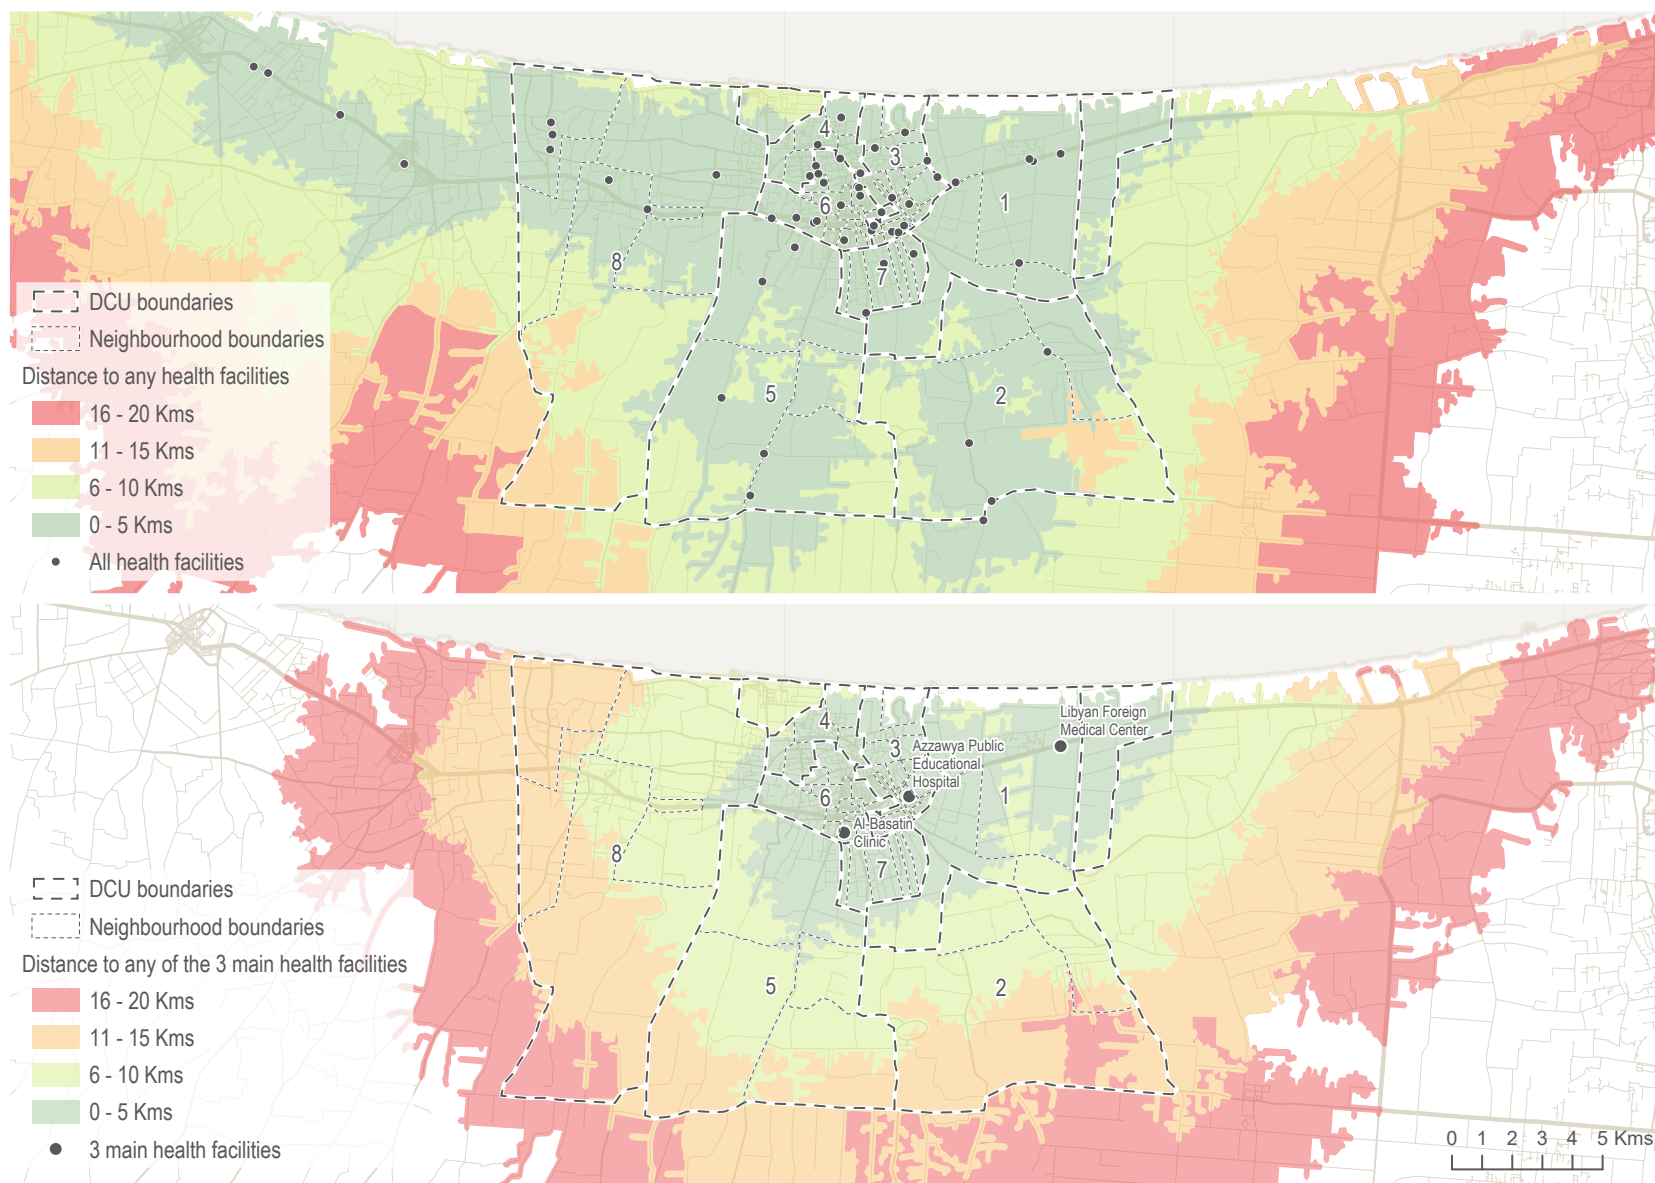 4
3
6
1
7
8
5
2
DCU boundaries
Neighbourhood boundaries
Distance to any health facilities
16 - 20 Kms
11 - 15 Kms
6 - 10 Kms
0 - 5 Kms
All health facilities
Libyan Foreign
Medical Center
Azzawya Public
Educational
Hospital
Al-Basatin
Clinic
4
3
6
1
7
8
5
2
DCU boundaries
Neighbourhood boundaries
Distance to any of the 3 main health facilities
16 - 20 Kms
11 - 15 Kms
6 - 10 Kms
0 - 5 Kms
3 main health facilities
0 1 2 3 4 5 Kms